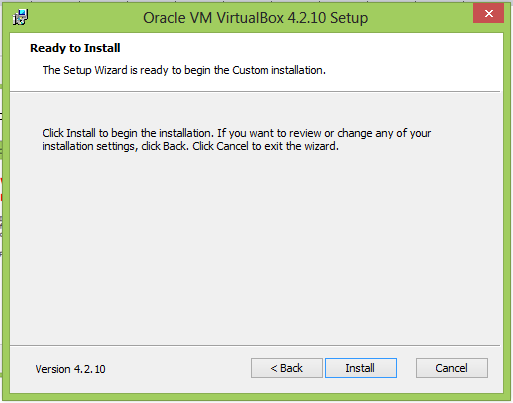 Oracle VM VirtualBox 4.2.10 Setup
Ready to Install
The Setup Wizard is ready to begin the Custom installation.
Click Install to begin the installation. If you want to review or change any of your
installation settings, click Back. Click Cancel to exit the wizard.
Version 4.2.10
< Back
Install
Cancel